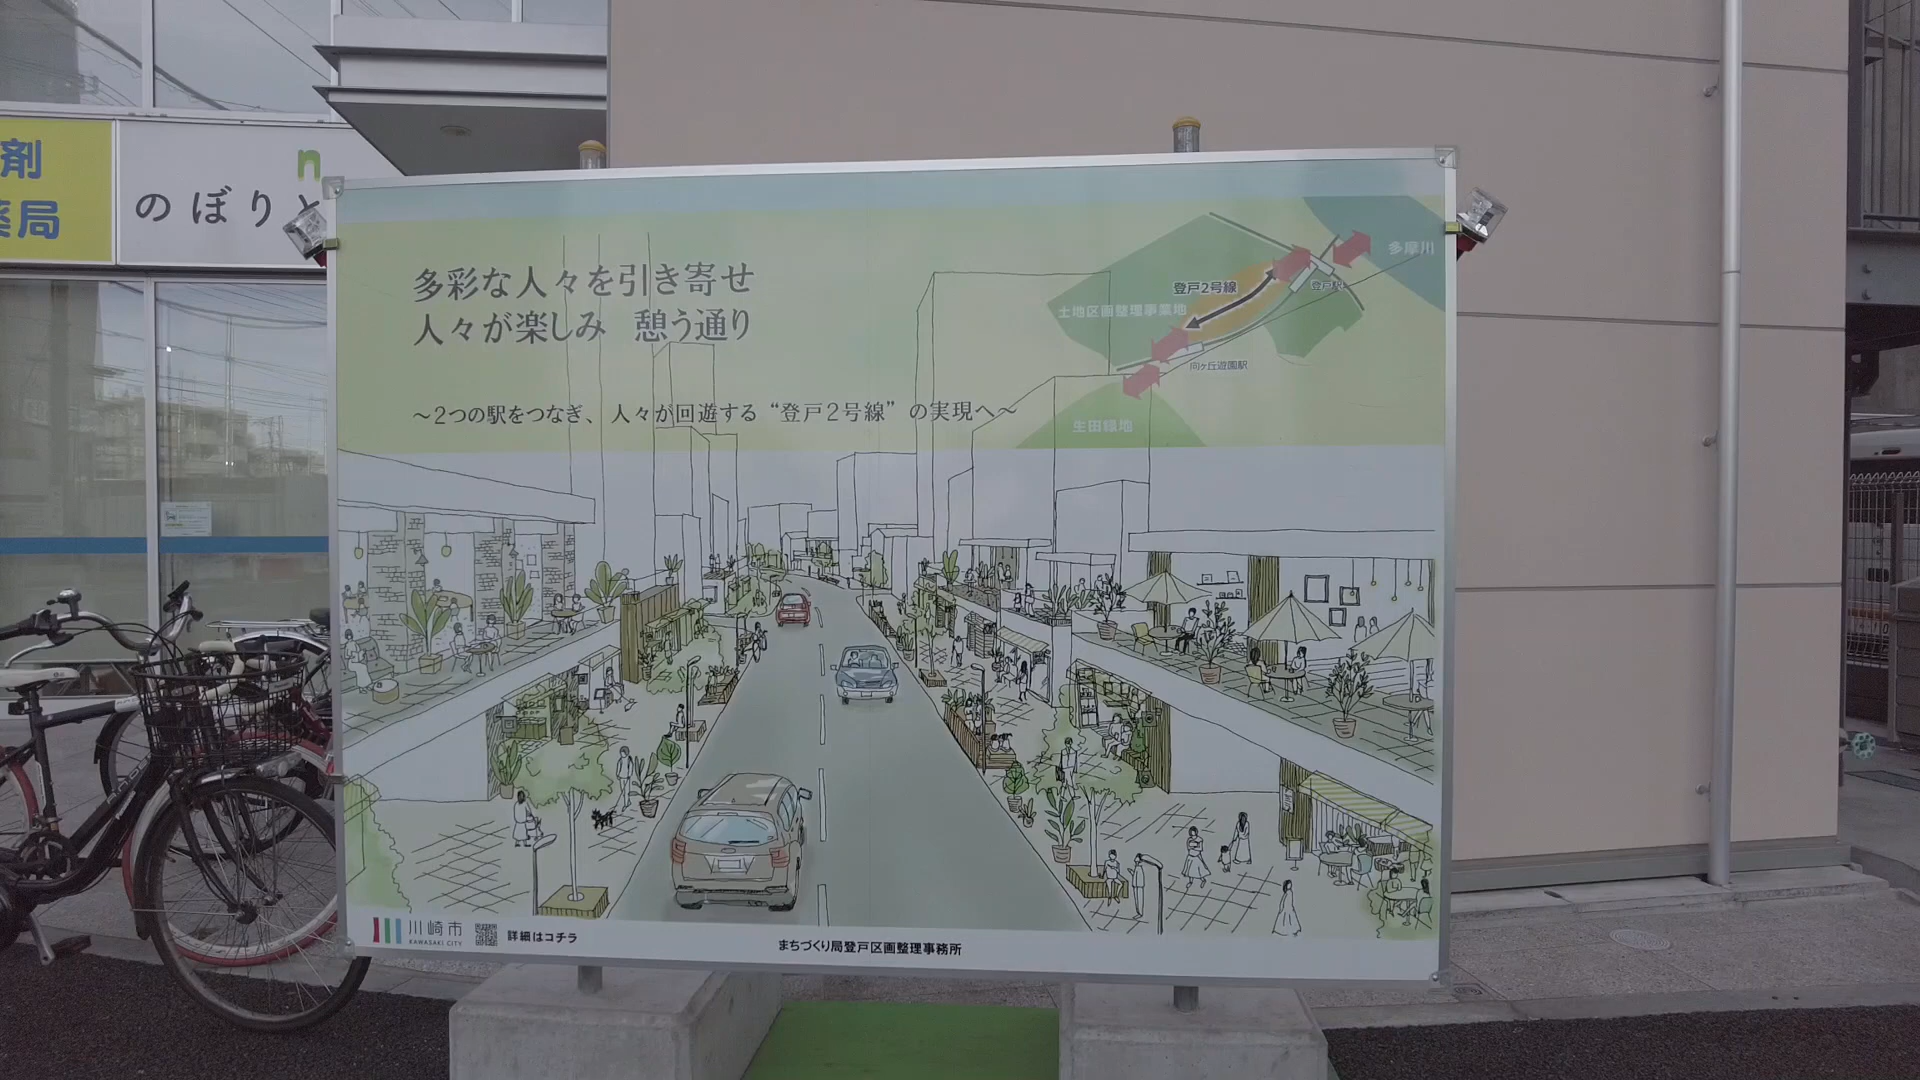 剤
薬局
n
のぼりと
多彩な人々を引き寄せ
人々が楽しみ 憩う通り
～2つの駅をつなぎ、人々が回遊する“登戸2号線”の実現へ～
多摩川
登戸駅
登戸2号線
土地区画整理事業地
向ヶ丘遊園駅
生田緑地
川崎市
KAWASAKI CITY
詳細はコチラ
まちづくり局登戸区画整理事務所